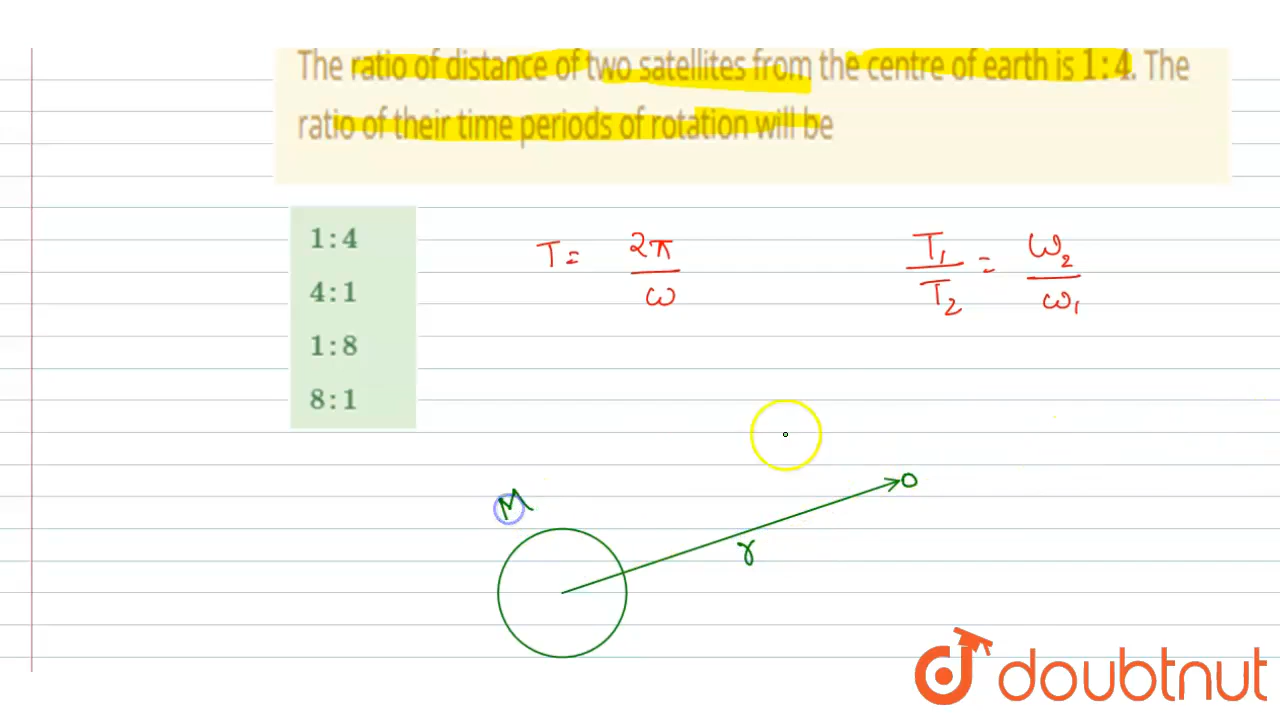 The ratio of distance of two satellites from the centre of earth is 1:4. The
ratio of their time periods of rotation will be
1:4
4:1
1:8
8:1
T = 2π/ω
T₁/T₂ = ω₂/ω₁
M
r
doubtnut